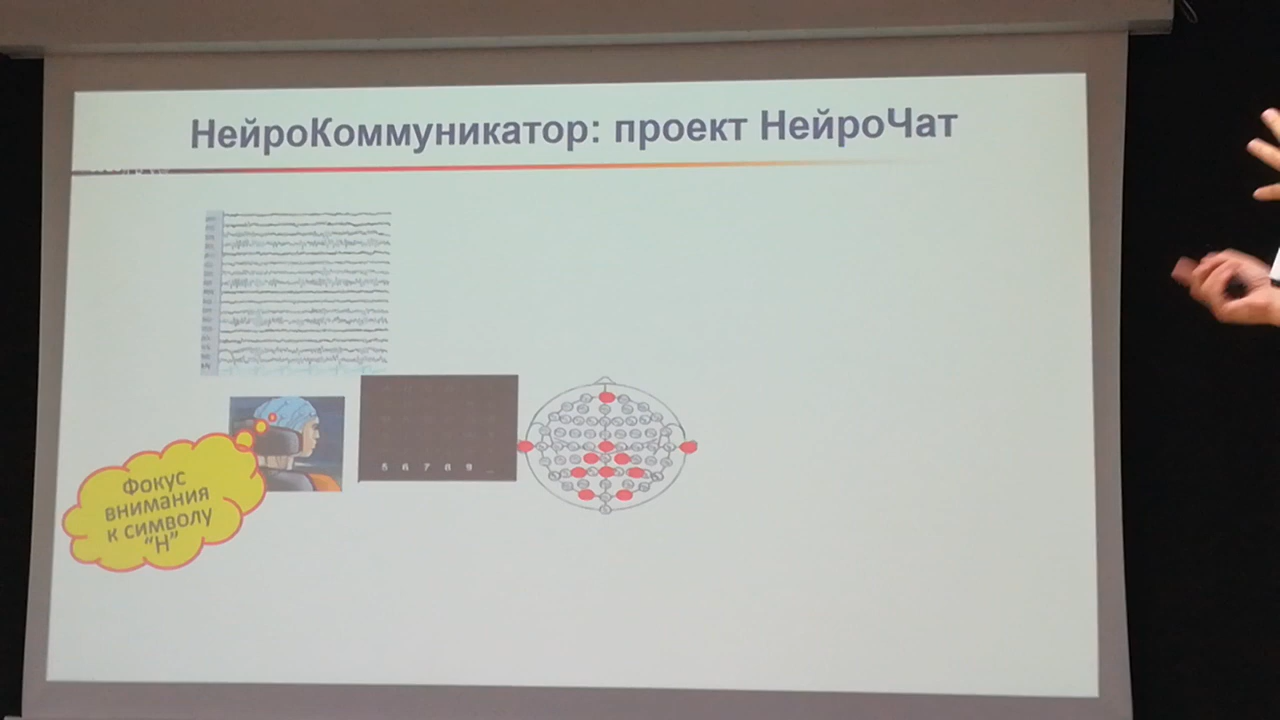 НейроКоммуникатор: проект НейроЧат
Фокус
внимания
к символу
“Н”
5 6 7 8 9 _